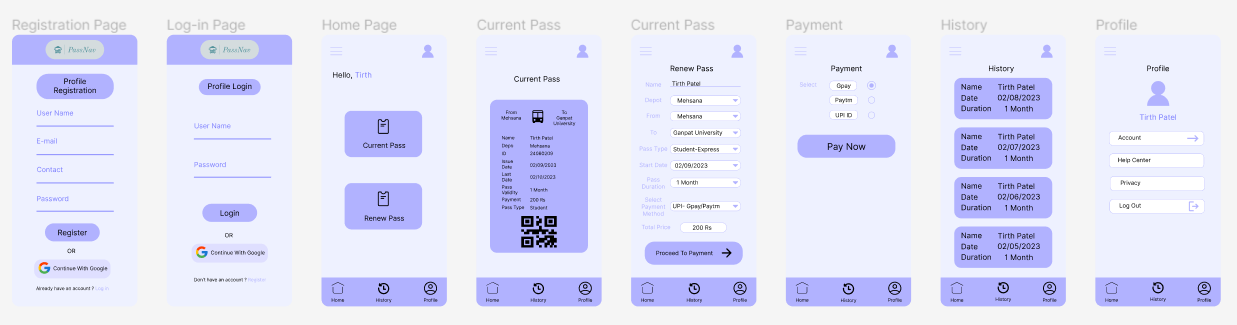 Registration Page
PassNue
Profile
Registration
User Name
E-mail
Contact
Password
Register
OR
Continue With Google
Already have an account ? Log in
Log-in Page
PassNue
Profile Login
User Name
Password
Login
OR
Continue With Google
Don't have an account ? Register
Home Page
Hello, Tirth
Current Pass
Renew Pass
Home History Profile
Current Pass
Current Pass
From
Mehsana
To
Ganpat
University
Name Tirth Patel
Depo Mehsana
ID 24080209
Issue
Date 02/09/2023
Last
Date 02/10/2023
Pass
Validity 1 Month
Payment 200 Rs
Pass Type Student
Home History Profile
Current Pass
Renew Pass
Name Tirth Patel
Depot Mehsana
From Mehsana
To Ganpat University
Pass Type Student-Express
Start Date 02/09/2023
Pass
Duration 1 Month
Select
Payment
Method UPI- Gpay/Paytm
Total Price 200 Rs
Proceed To Payment
Home History Profile
Payment
Payment
Select Gpay
Paytm
UPI ID
Pay Now
Home History Profile
History
History
Name Tirth Patel
Date 02/08/2023
Duration 1 Month
Name Tirth Patel
Date 02/07/2023
Duration 1 Month
Name Tirth Patel
Date 02/06/2023
Duration 1 Month
Name Tirth Patel
Date 02/05/2023
Duration 1 Month
Home History Profile
Profile
Profile
Tirth Patel
Account
Help Center
Privacy
Log Out
Home History Profile